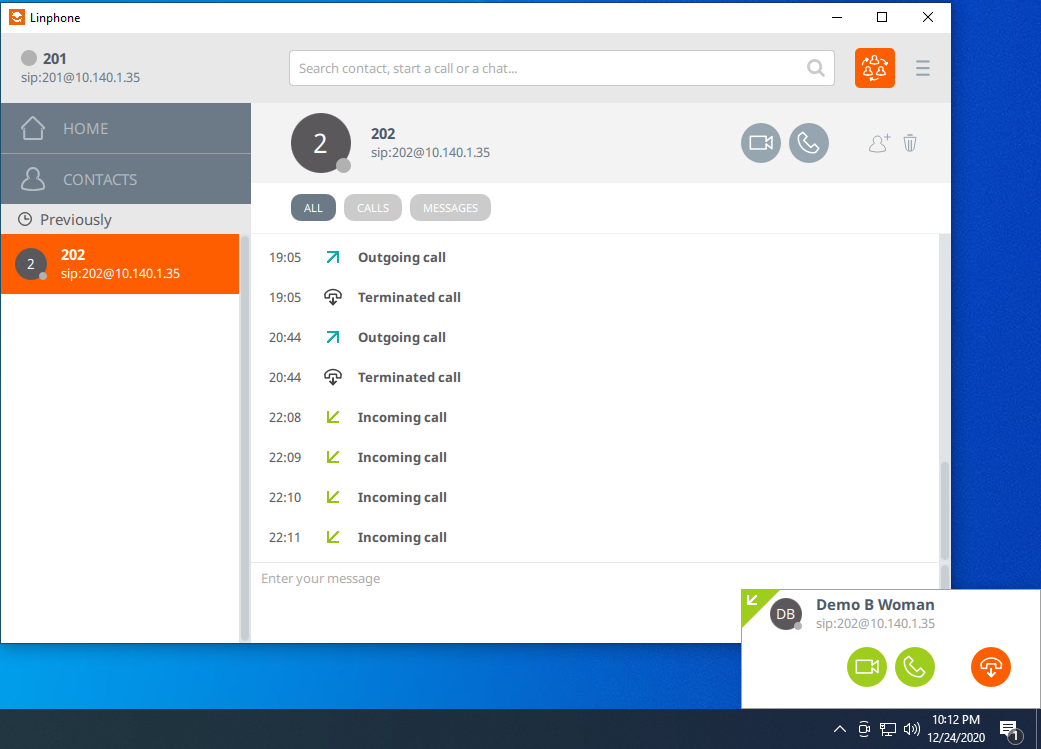 Linphone
201
sip:201@10.140.1.35
Search contact, start a call or a chat...
HOME
CONTACTS
Previously
2
202
sip:202@10.140.1.35
2
202
sip:202@10.140.1.35
ALL CALLS MESSAGES
19:05 Outgoing call
19:05 Terminated call
20:44 Outgoing call
20:44 Terminated call
22:08 Incoming call
22:09 Incoming call
22:10 Incoming call
22:11 Incoming call
Enter your message
DB
Demo B Woman
sip:202@10.140.1.35
10:12 PM
12/24/2020
1